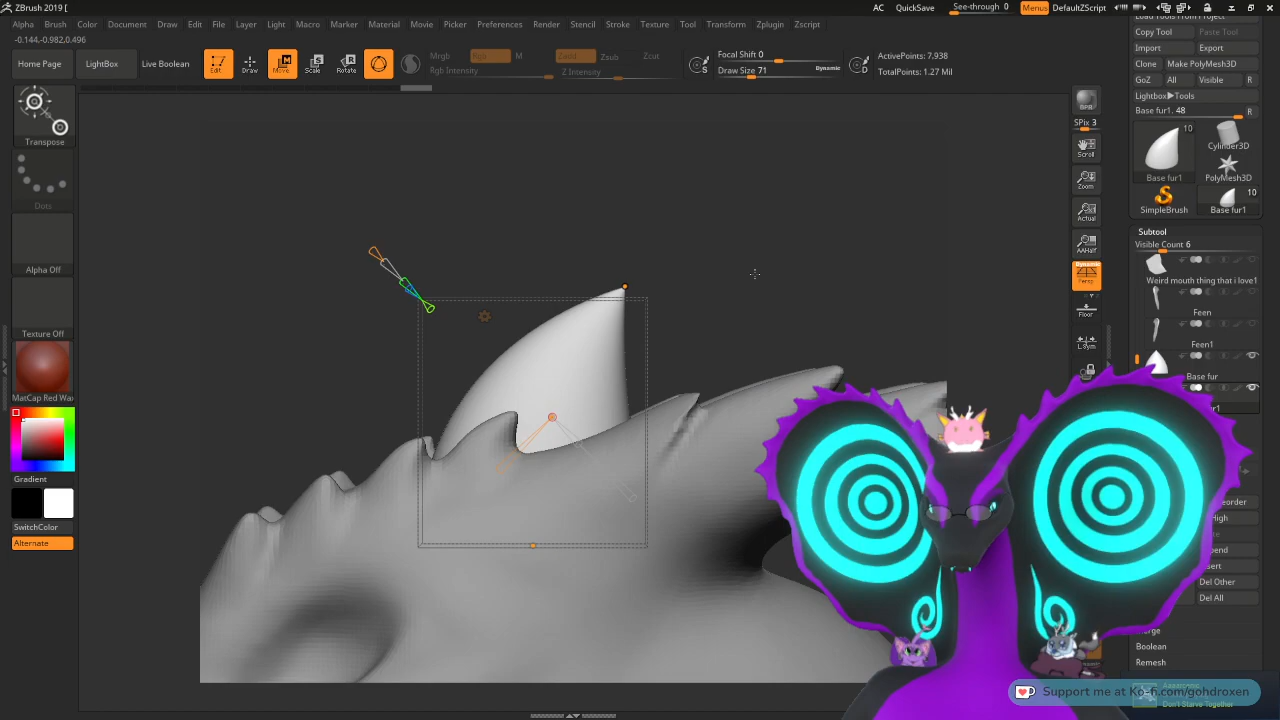 ZBrush 2019 [
AC QuickSave See-through 0 Menus DefaultZScript
Alpha Brush Color Document Draw Edit File Layer Light Macro Marker Material Movie Picker Preferences Render Stencil Stroke Texture Tool Transform Zplugin Zscript
-0.144,-0.982,0.496
Home Page LightBox Live Boolean Edit Draw Move Scale Rotate
Mrgb Rgb M Zadd Zsub Zcut
Rgb Intensity Z Intensity
Focal Shift 0
Draw Size 71 Dynamic
ActivePoints: 7,938
TotalPoints: 1.27 Mil
Transpose
Dots
Alpha Off
Texture Off
MatCap Red Wax
Gradient
SwitchColor
Alternate
BPR
SPix 3
Scroll
Zoom
Actual
AAHalf
Dynamic
Persp
Floor
L.Sym
Load Tools From Project
Copy Tool Paste Tool
Import Export
Clone Make PolyMesh3D
GoZ All Visible R
Lightbox▶Tools
Base fur1. 48 R
10
Cylinder3D
Base fur1 PolyMesh3D
10
SimpleBrush Base fur1
Subtool
Visible Count 6
Weird mouth thing that i love1
Feen
Feen1
Base fur
Del Other
Del All
Merge
Boolean
Remesh
Support me at Ko-fi.com/gohdroxen
Don't Starve Together